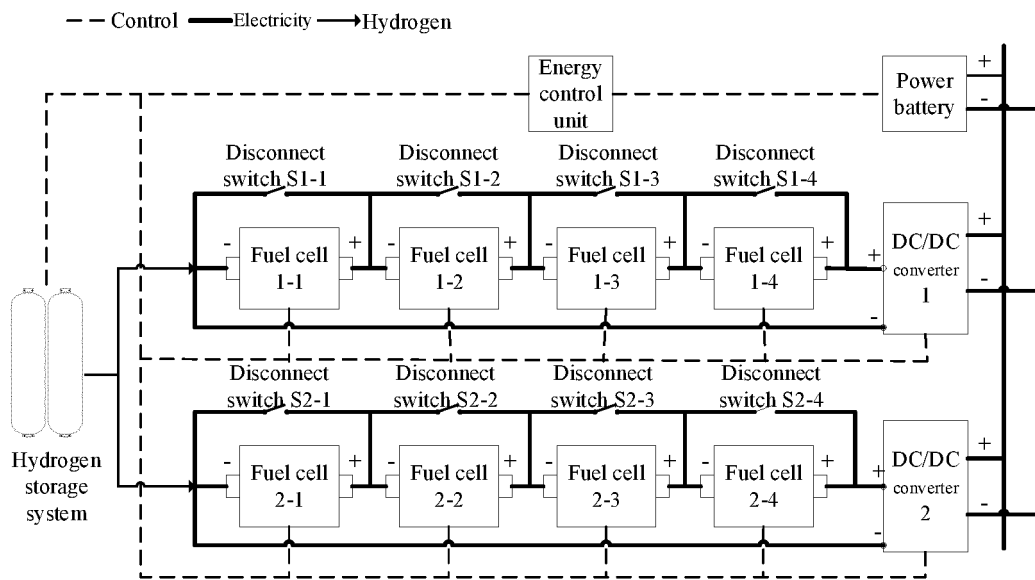 Control
Electricity
Hydrogen
Energy
control
unit
Power
battery
+
-
Disconnect
switch S1-1
Disconnect
switch S1-2
Disconnect
switch S1-3
Disconnect
switch S1-4
-
Fuel cell
1-1
+
-
Fuel cell
1-2
+
-
Fuel cell
1-3
+
-
Fuel cell
1-4
+
+
-
DC/DC
converter
1
+
-
Disconnect
switch S2-1
Disconnect
switch S2-2
Disconnect
switch S2-3
Disconnect
switch S2-4
Hydrogen
storage
system
-
Fuel cell
2-1
+
-
Fuel cell
2-2
+
-
Fuel cell
2-3
+
-
Fuel cell
2-4
+
+
-
DC/DC
converter
2
+
-